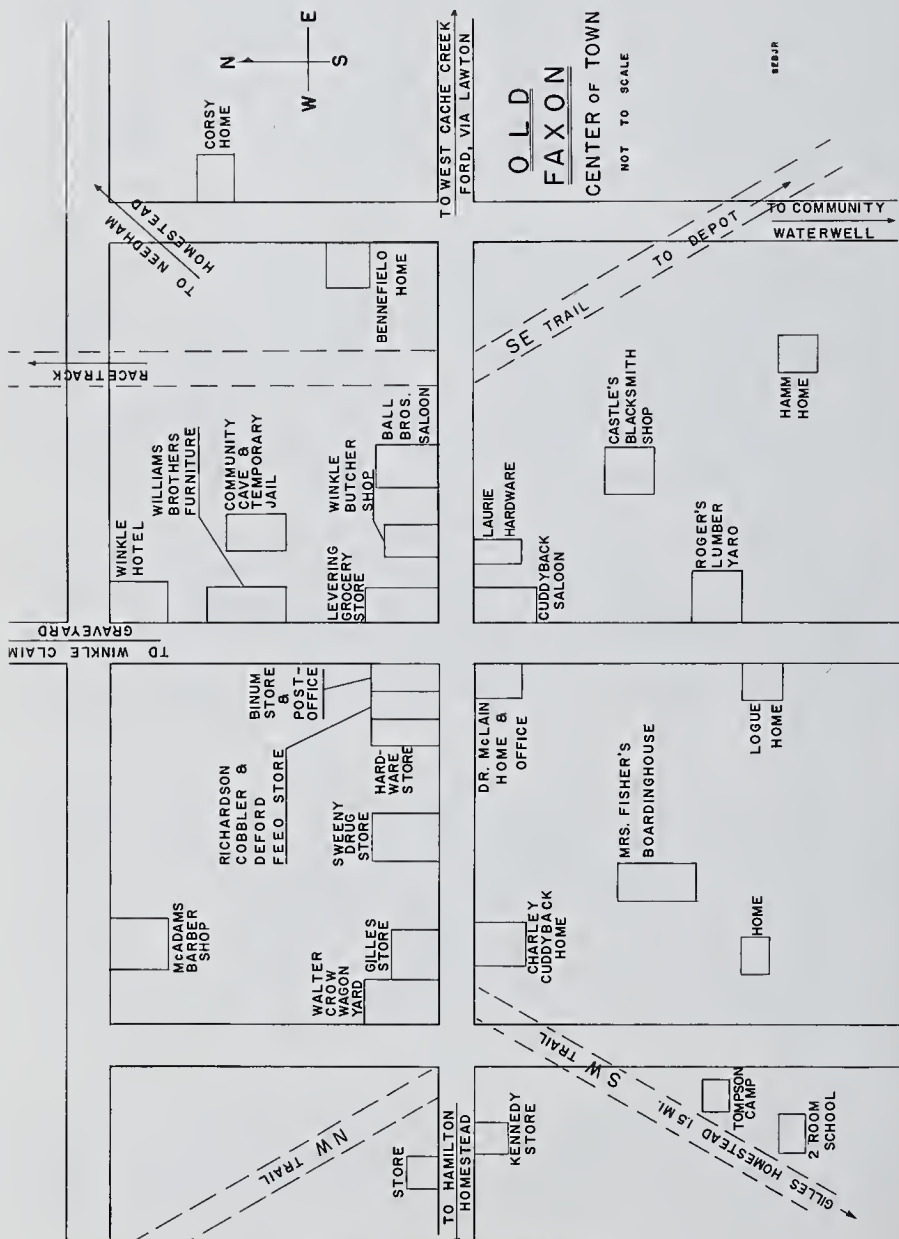 TO WINKLE CLAIM
GRAVEYARD
RACETRACK
TO NEEDHAM
HOMESTEAD
CORSY
HOME
N
W
E
S
McADAMS
BARBER
SHOP
WINKLE
HOTEL
WILLIAMS
BROTHERS
FURNITURE
COMMUNITY
CAVE &
TEMPORARY
JAIL
NW TRAIL
STORE
WALTER
CROW
WAGON
YARD
GILLES
STORE
SWEENY
DRUG
STORE
RICHARDSON
COBBLER &
DEFORD
FEEO STORE
HARD-
WARE
STORE
BINUM
STORE
&
POST-
OFFICE
LEVERING
GROCERY
STORE
WINKLE
BUTCHER
SHOP
BALL
BROS.
SALOON
BENNEFIELO
HOME
TO HAMILTON
HOMESTEAD
TO WEST CACHE CREEK
FORD, VIA LAWTON
KENNEDY
STORE
SW TRAIL
GILLES HOMESTEAD 1.5 MI.
TOMPSON
CAMP
2 ROOM
SCHOOL
CHARLEY
CUDDYBACK
HOME
MRS. FISHER'S
BOARDINGHOUSE
HOME
DR. McLAIN
HOME &
OFFICE
LOGUE
HOME
CUDDYBACK
SALOON
LAURIE
HARDWARE
CASTLE'S
BLACKSMITH
SHOP
ROGER'S
LUMBER
YARO
HAMM
HOME
SE TRAIL
TO DEPOT
TO COMMUNITY
WATERWELL
OLD
FAXON
CENTER OF TOWN
NOT TO SCALE